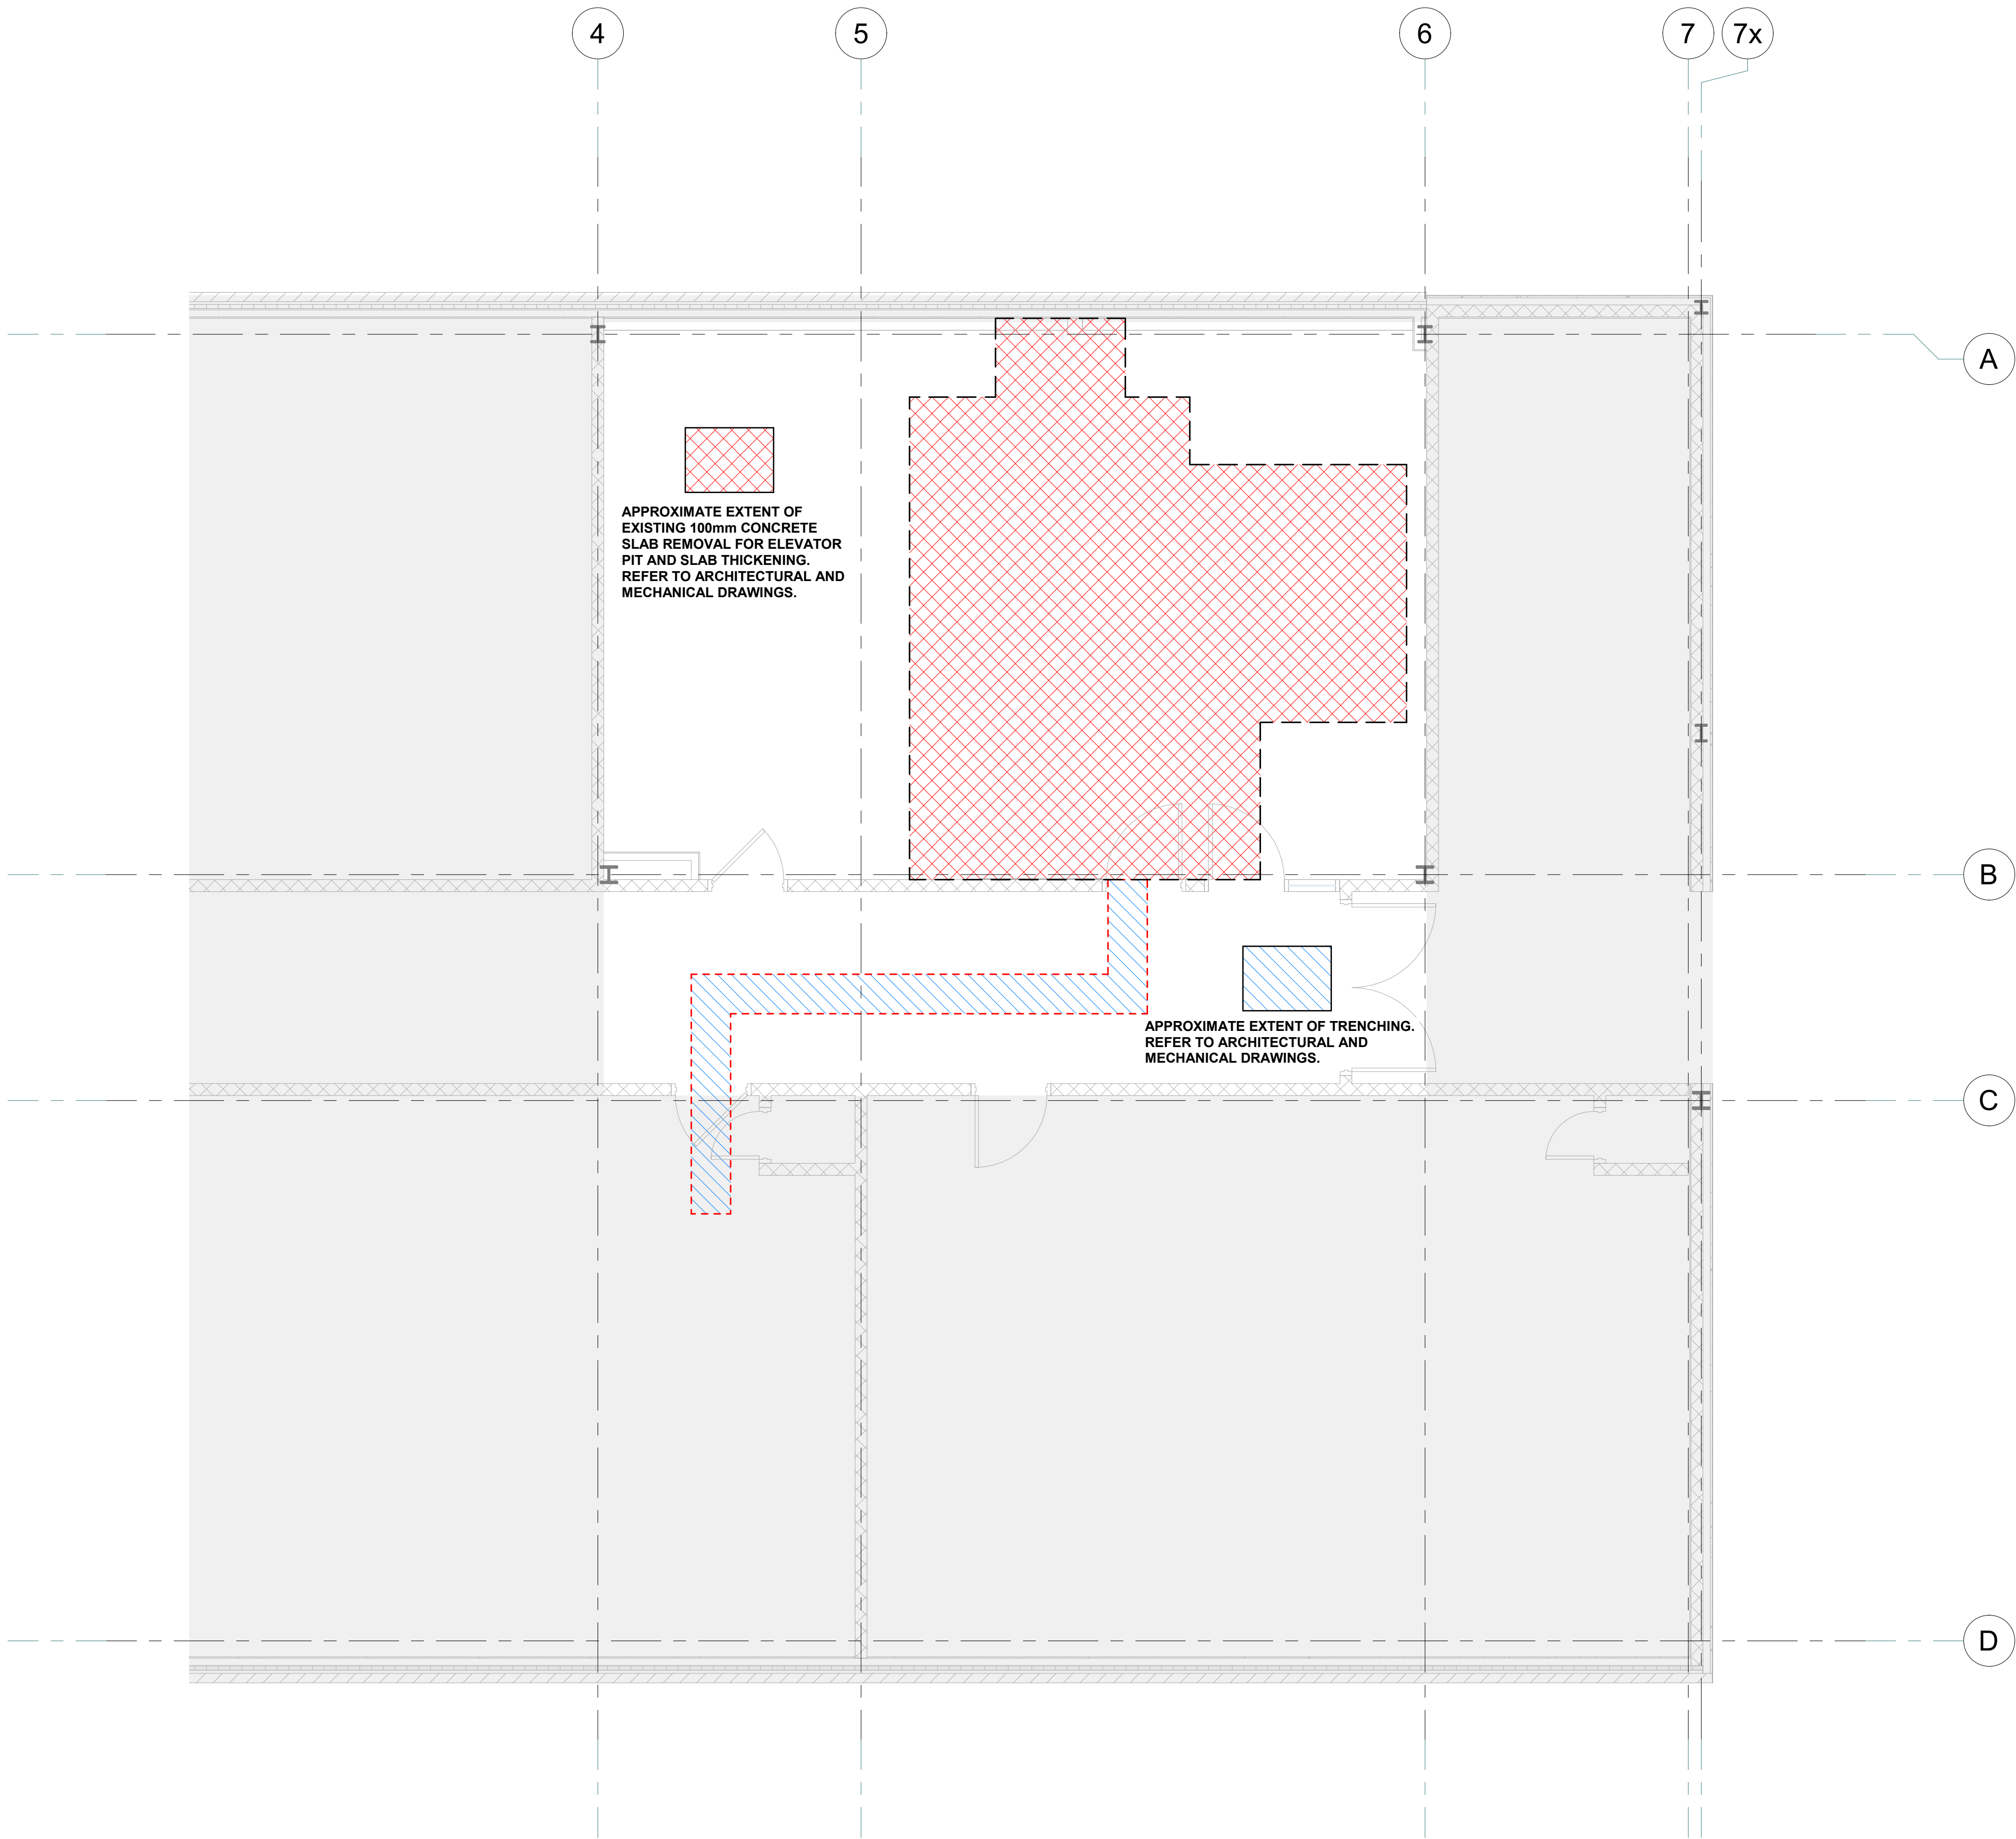 4
5
6
7
7x
A
APPROXIMATE EXTENT OF
EXISTING 100mm CONCRETE
SLAB REMOVAL FOR ELEVATOR
PIT AND SLAB THICKENING.
REFER TO ARCHITECTURAL AND
MECHANICAL DRAWINGS.
B
APPROXIMATE EXTENT OF TRENCHING.
REFER TO ARCHITECTURAL AND
MECHANICAL DRAWINGS.
C
D